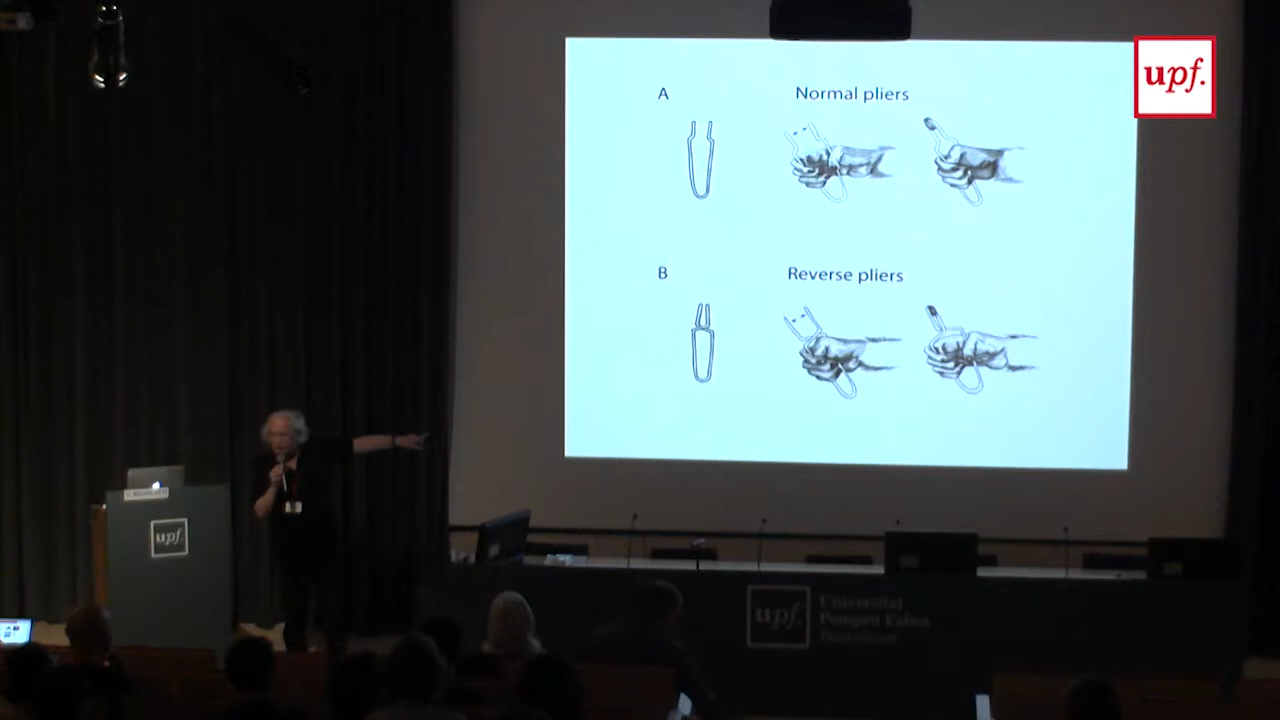 A
Normal pliers
upf.
B
Reverse pliers
upf.
upf.
Universitat
Pompeu Fabra
Barcelona